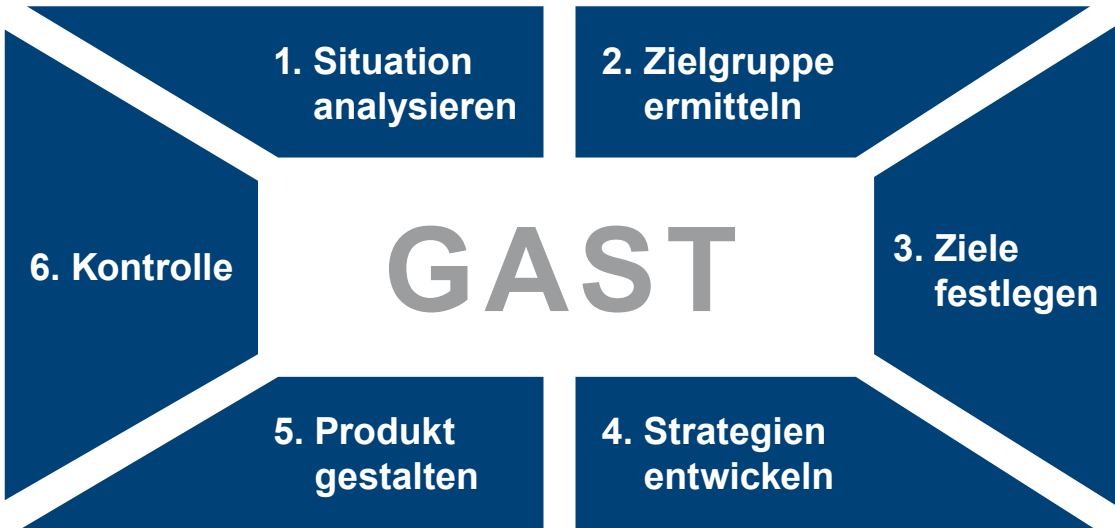 1. Situation
analysieren
2. Zielgruppe
ermitteln
3. Ziele
festlegen
4. Strategien
entwickeln
5. Produkt
gestalten
6. Kontrolle
GAST